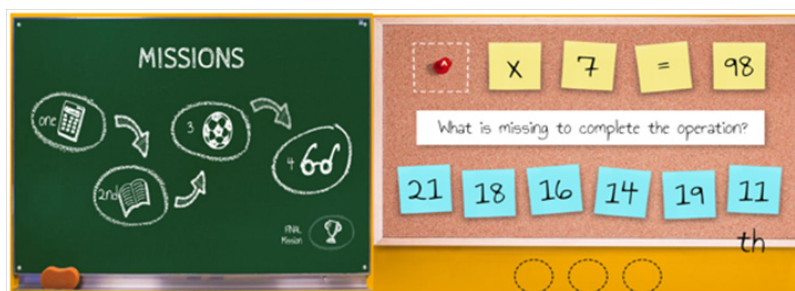 MISSIONS
one
2nd
3
4
FINAL
Mission
x 7 = 98
What is missing to complete the operation?
21 18 16 14 19 11
th